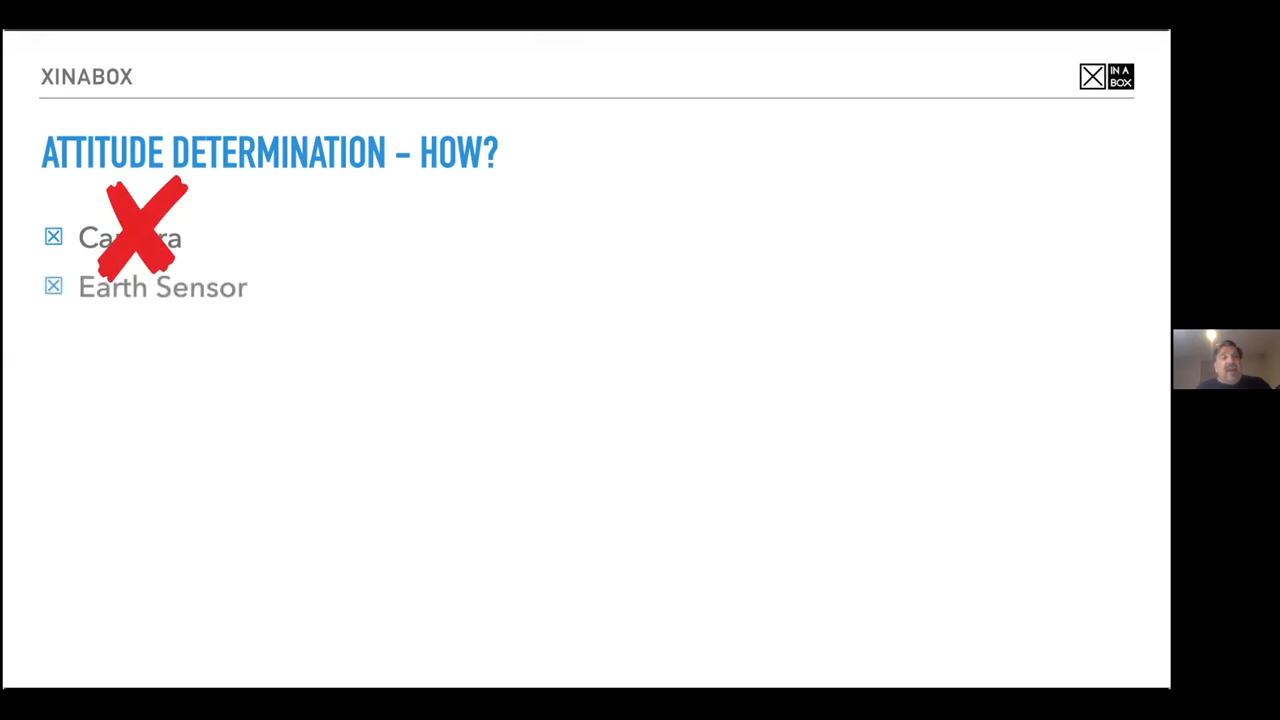 XINABOX
IN A
BOX
ATTITUDE DETERMINATION – HOW?
Earth Sensor